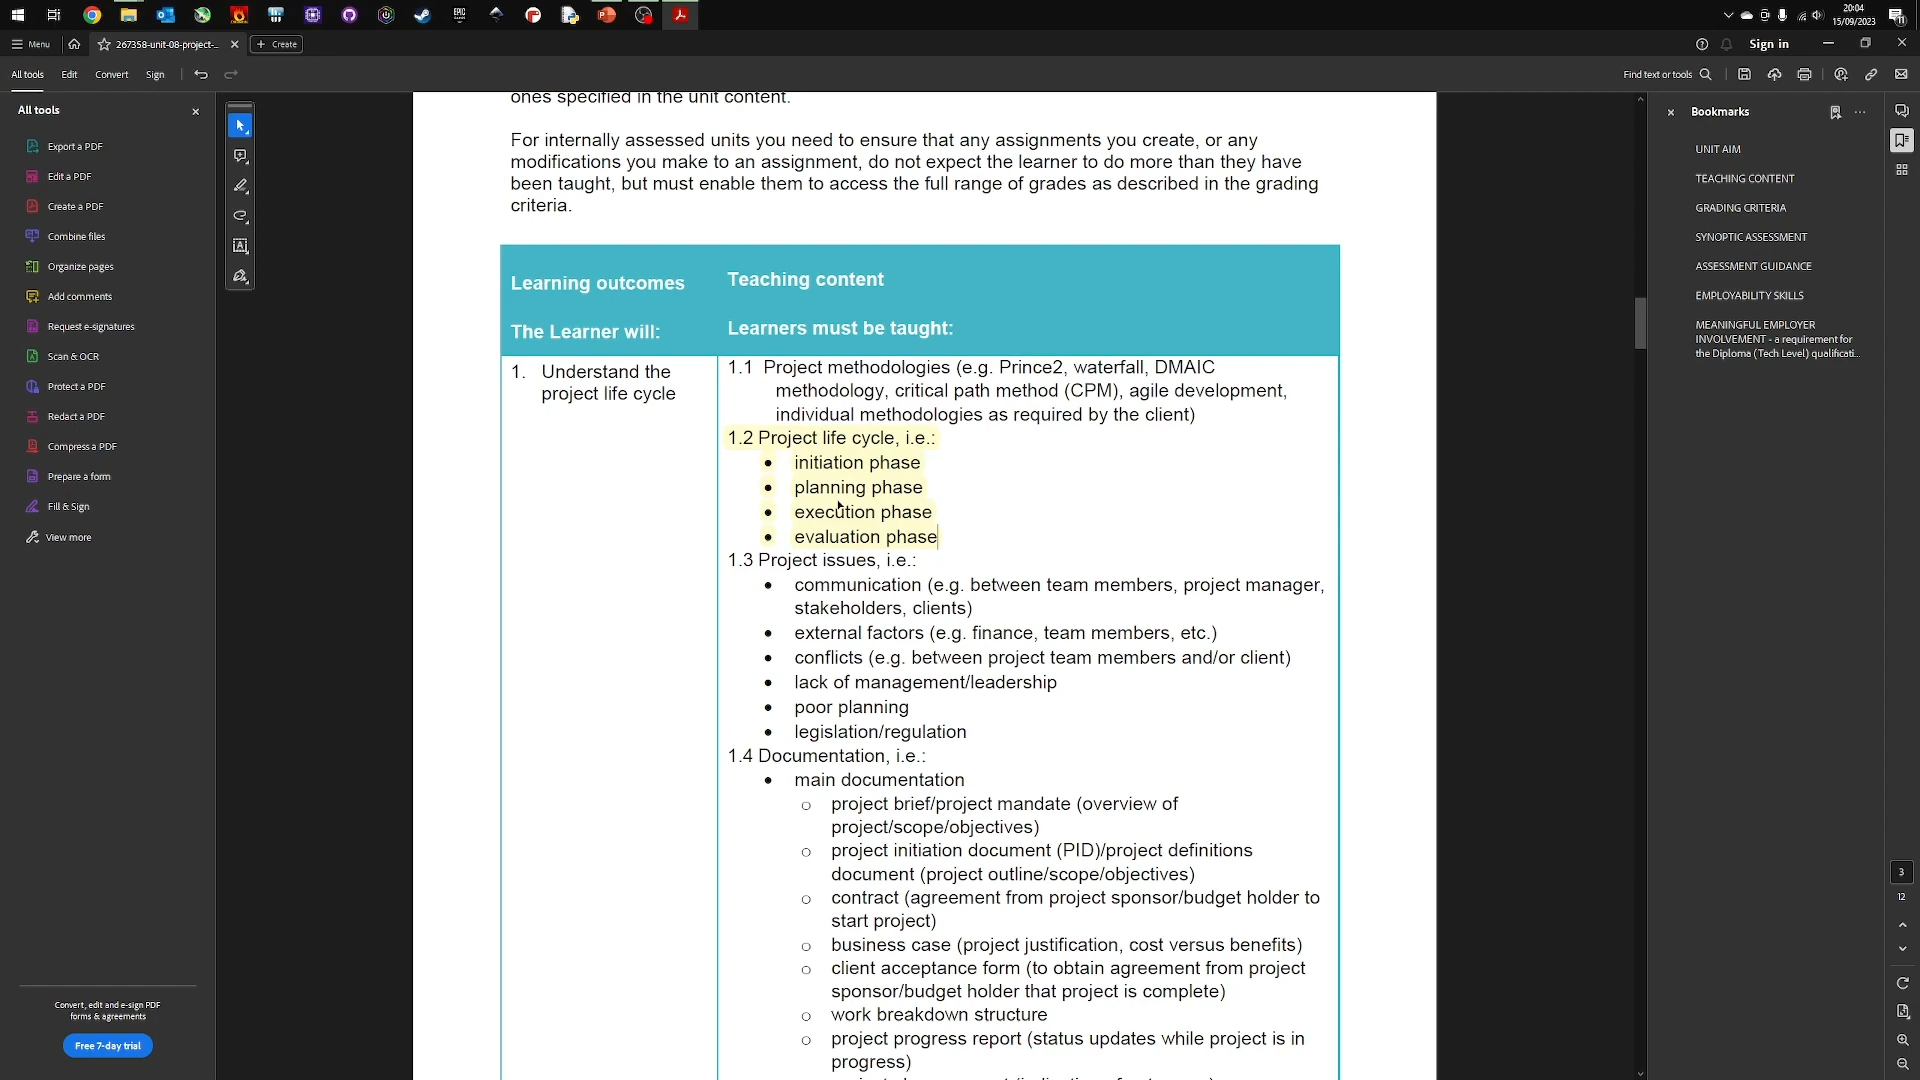 20:04
15/09/2023
Menu
267358-unit-08-project-...
Create
Sign in
All tools
Edit
Convert
Sign
Find text or tools
All tools
Export a PDF
Edit a PDF
Create a PDF
Combine files
Organize pages
Add comments
Request e-signatures
Scan & OCR
Protect a PDF
Redact a PDF
Compress a PDF
Prepare a form
Fill & Sign
View more
Convert, edit and e-sign PDF
forms & agreements
Free 7-day trial
ones specified in the unit content.
For internally assessed units you need to ensure that any assignments you create, or any
modifications you make to an assignment, do not expect the learner to do more than they have
been taught, but must enable them to access the full range of grades as described in the grading
criteria.
Learning outcomes
The Learner will:
Teaching content
Learners must be taught:
1. Understand the
project life cycle
1.1 Project methodologies (e.g. Prince2, waterfall, DMAIC
methodology, critical path method (CPM), agile development,
individual methodologies as required by the client)
1.2 Project life cycle, i.e.:
• initiation phase
• planning phase
• execution phase
• evaluation phase
1.3 Project issues, i.e.:
• communication (e.g. between team members, project manager,
stakeholders, clients)
• external factors (e.g. finance, team members, etc.)
• conflicts (e.g. between project team members and/or client)
• lack of management/leadership
• poor planning
• legislation/regulation
1.4 Documentation, i.e.:
• main documentation
o project brief/project mandate (overview of
project/scope/objectives)
o project initiation document (PID)/project definitions
document (project outline/scope/objectives)
o contract (agreement from project sponsor/budget holder to
start project)
o business case (project justification, cost versus benefits)
o client acceptance form (to obtain agreement from project
sponsor/budget holder that project is complete)
o work breakdown structure
o project progress report (status updates while project is in
progress)
Bookmarks
UNIT AIM
TEACHING CONTENT
GRADING CRITERIA
SYNOPTIC ASSESSMENT
ASSESSMENT GUIDANCE
EMPLOYABILITY SKILLS
MEANINGFUL EMPLOYER
INVOLVEMENT - a requirement for
the Diploma (Tech Level) qualificati...
3
12